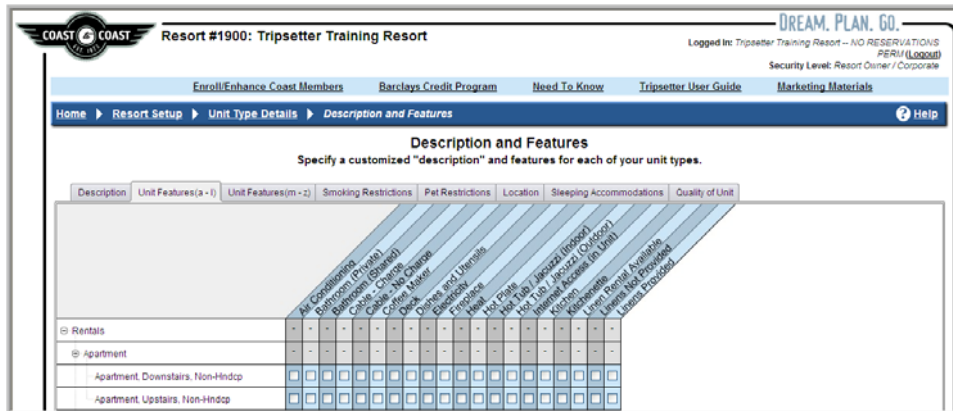 COAST COAST
EST 1971
Resort #1900: Tripsetter Training Resort
DREAM. PLAN. GO.
Logged In: Tripsetter Training Resort -- NO RESERVATIONS
PERM (Logout)
Security Level: Resort Owner / Corporate
Enroll/Enhance Coast Members Barclays Credit Program Need To Know Tripsetter User Guide Marketing Materials
Home Resort Setup Unit Type Details Description and Features ? Help
Description and Features
Specify a customized "description" and features for each of your unit types.
Description Unit Features(a - l) Unit Features(m - z) Smoking Restrictions Pet Restrictions Location Sleeping Accommodations Quality of Unit
Air Conditioning
Bathroom (Private)
Bathroom (Shared)
Cable - Charge
Cable - No Charge
Coffee Maker
Deck
Dishes and Utensils
Electricity
Fireplace
Heat
Hot Plate
Hot Tub / Jacuzzi (Indoor)
Hot Tub / Jacuzzi (Outdoor)
Internet Access (in Unit)
Kitchen
Kitchenette
Linen Rental Available
Linens Not Provided
Linens Provided
Rentals - - - - - - - - - - - - - - - - - - - -
Apartment - - - - - - - - - - - - - - - - - - - -
Apartment, Downstairs, Non-Hndcp
Apartment, Upstairs, Non-Hndcp